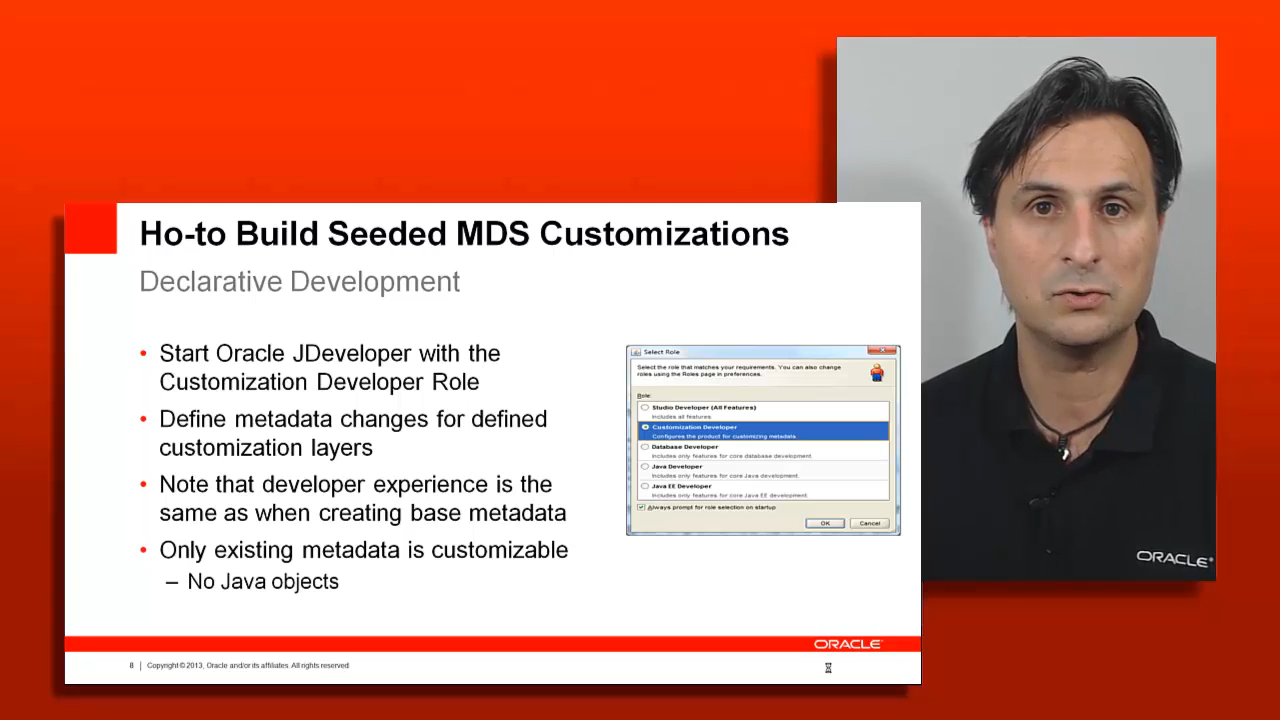 Ho-to Build Seeded MDS Customizations
Declarative Development
• Start Oracle JDeveloper with the
Customization Developer Role
• Define metadata changes for defined
customization layers
• Note that developer experience is the
same as when creating base metadata
• Only existing metadata is customizable
– No Java objects
Select Role
Select the role that matches your requirements. You can also change
roles using the Roles page in preferences.
Role:
Studio Developer (All Features)
Includes all features.
Customization Developer
Configures the product for customizing metadata.
Database Developer
Includes only features for core database development.
Java Developer
Includes only features for core Java development.
Java EE Developer
Includes only features for core Java EE development.
Always prompt for role selection on startup
OK Cancel
ORACLE
8 | Copyright © 2013, Oracle and/or its affiliates. All rights reserved
ORACLE